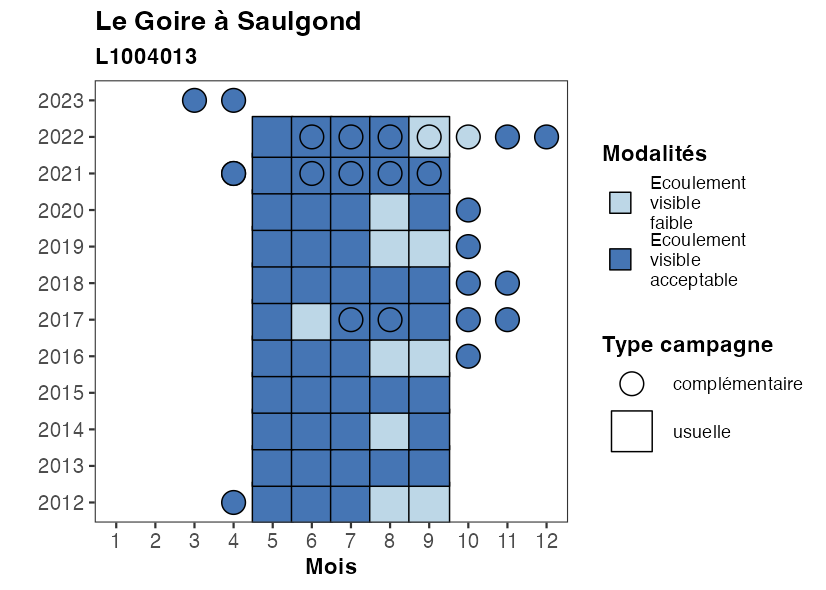 Le Goire à Saulgond
L1004013
2023
2022
2021
2020
2019
2018
2017
2016
2015
2014
2013
2012
1 2 3 4 5 6 7 8 9 10 11 12
Mois
Modalités
Ecoulement
visible
faible
Ecoulement
visible
acceptable
Type campagne
complémentaire
usuelle